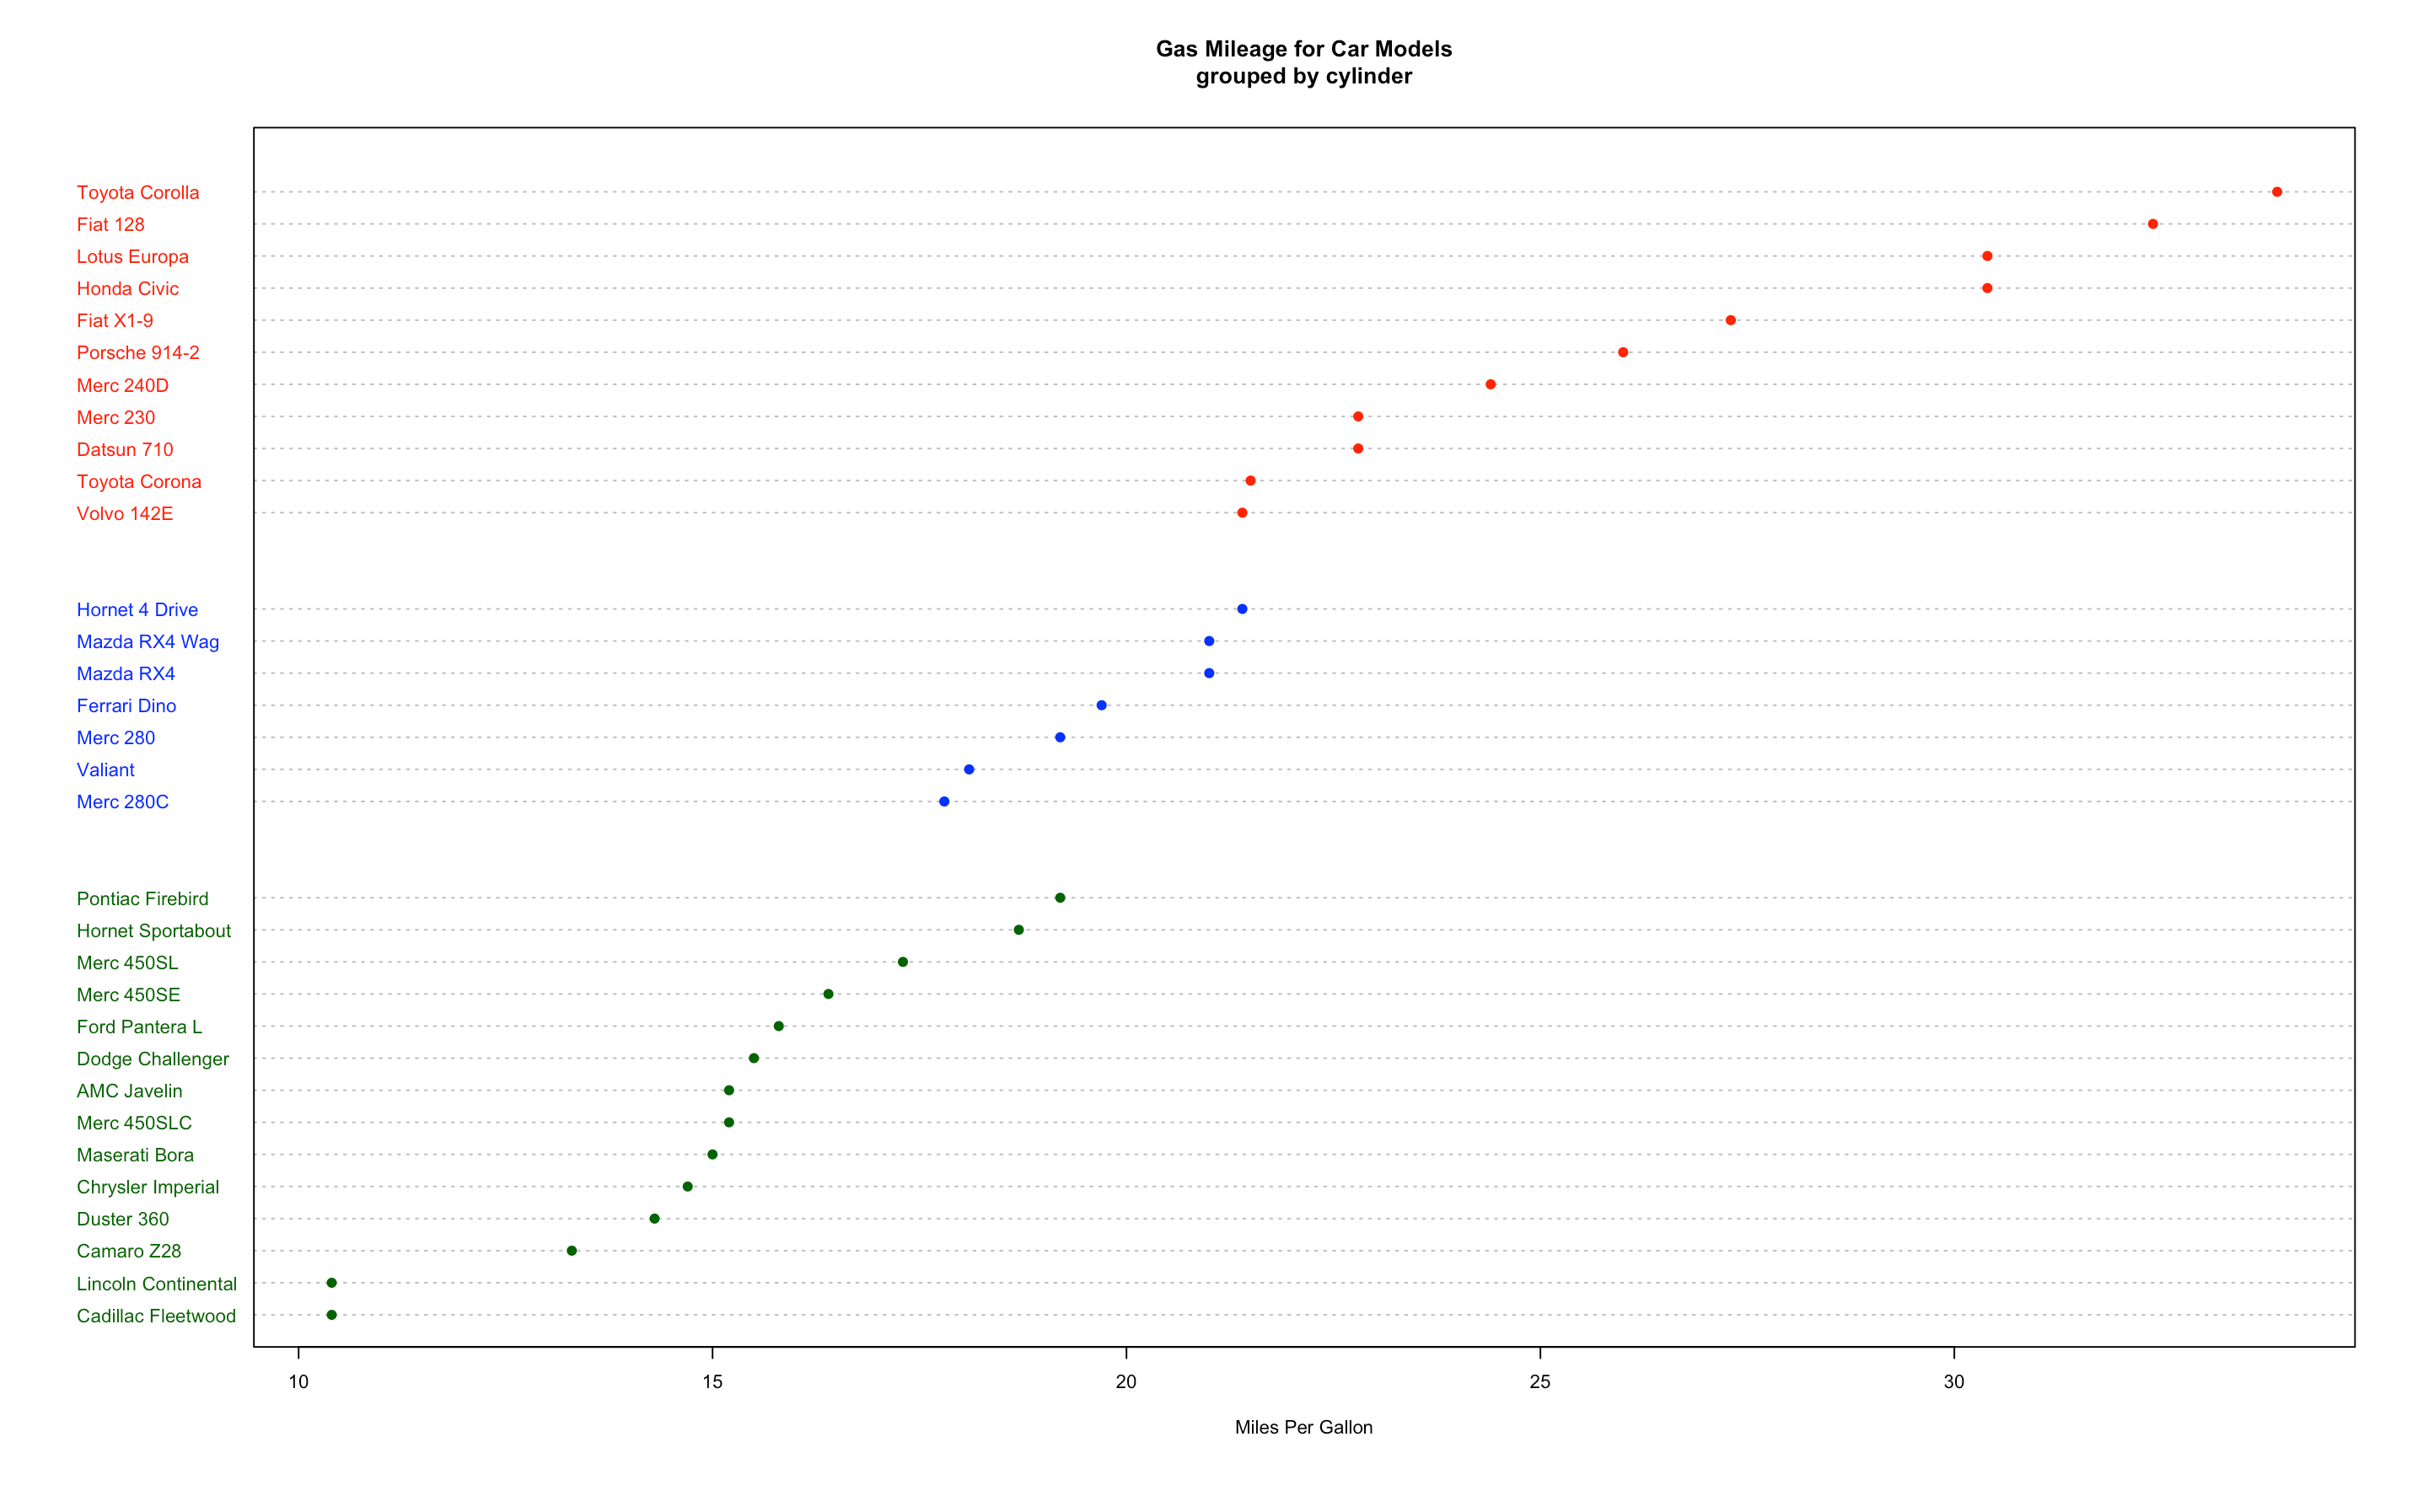 Gas Mileage for Car Models
grouped by cylinder
Toyota Corolla
Fiat 128
Lotus Europa
Honda Civic
Fiat X1-9
Porsche 914-2
Merc 240D
Merc 230
Datsun 710
Toyota Corona
Volvo 142E
Hornet 4 Drive
Mazda RX4 Wag
Mazda RX4
Ferrari Dino
Merc 280
Valiant
Merc 280C
Pontiac Firebird
Hornet Sportabout
Merc 450SL
Merc 450SE
Ford Pantera L
Dodge Challenger
AMC Javelin
Merc 450SLC
Maserati Bora
Chrysler Imperial
Duster 360
Camaro Z28
Lincoln Continental
Cadillac Fleetwood
10 15 20 25 30
Miles Per Gallon